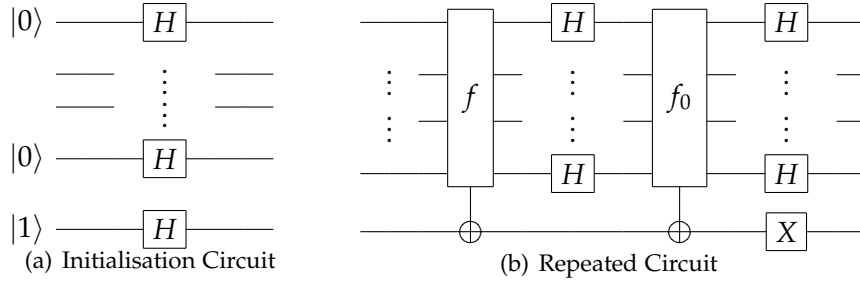 |0⟩ H H H
f f₀
|0⟩ H H H
|1⟩ H X
(a) Initialisation Circuit (b) Repeated Circuit